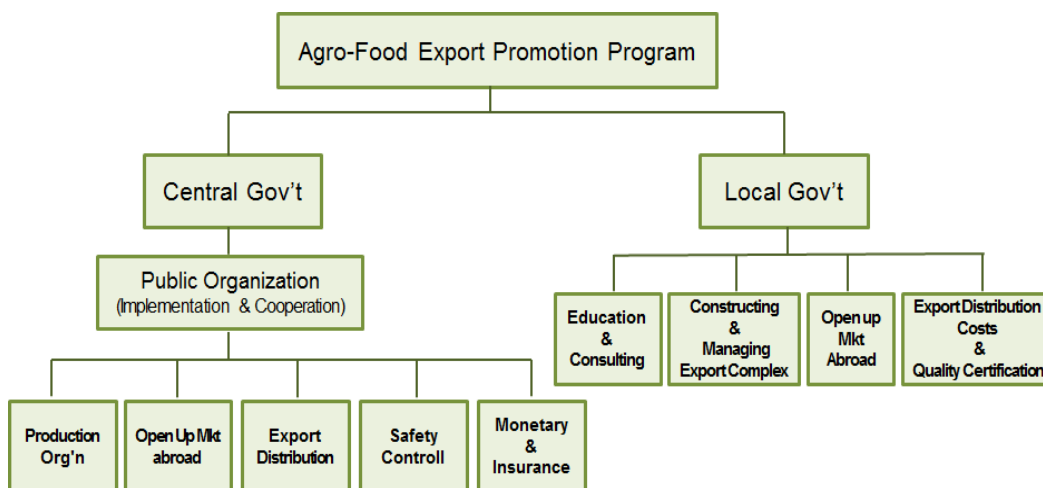 Agro-Food Export Promotion Program
Central Gov't
Local Gov't
Public Organization
(Implementation & Cooperation)
Education
&
Consulting
Constructing
&
Managing
Export Complex
Open up
Mkt
Abroad
Export Distribution
Costs
&
Quality Certification
Production
Org'n
Open Up Mkt
abroad
Export
Distribution
Safety
Controll
Monetary
&
Insurance